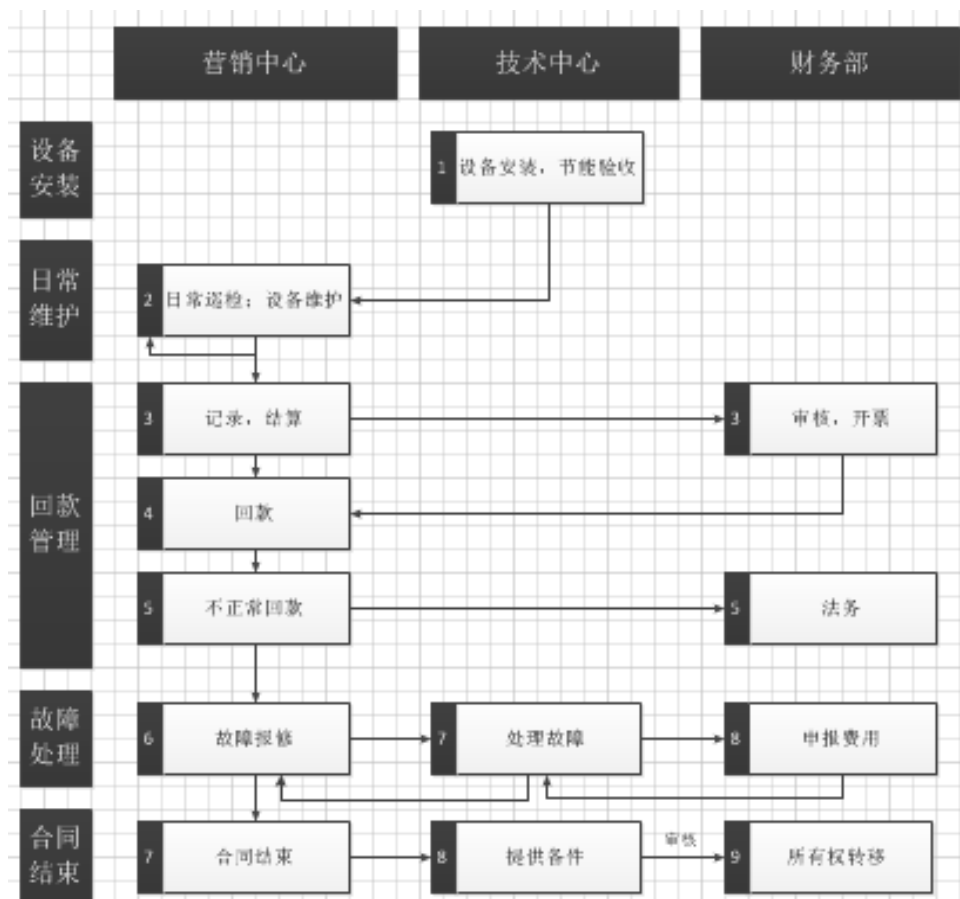 营销中心
技术中心
财务部
设备
安装
1
设备安装，节能验收
日常
维护
2
日常巡检；设备维护
回款
管理
3
记录，结算
3
审核，开票
4
回款
5
不正常回款
5
法务
故障
处理
6
故障报修
7
处理故障
8
申报费用
合同
结束
7
合同结束
8
提供备件
审核
9
所有权转移